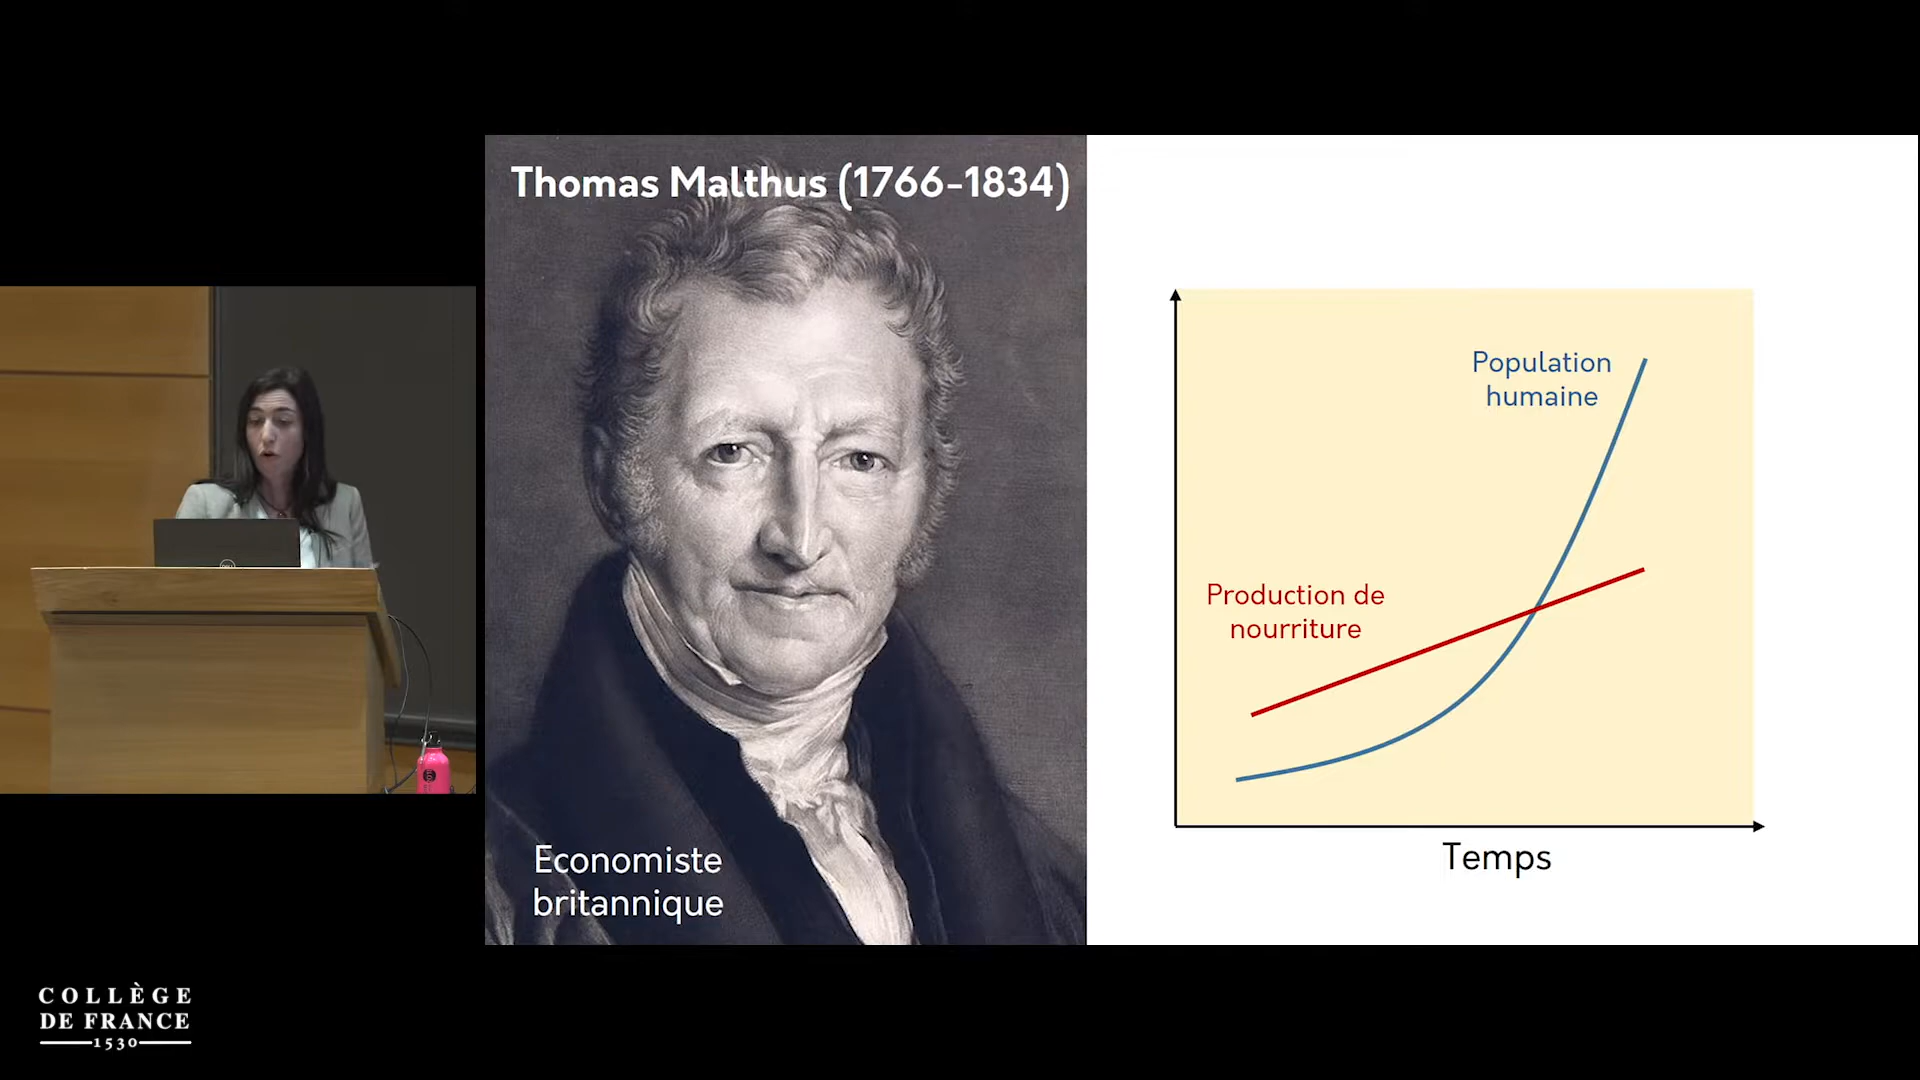 Thomas Malthus (1766-1834)
Economiste
britannique
Population
humaine
Production de
nourriture
Temps
COLLÈGE
DE FRANCE
1530